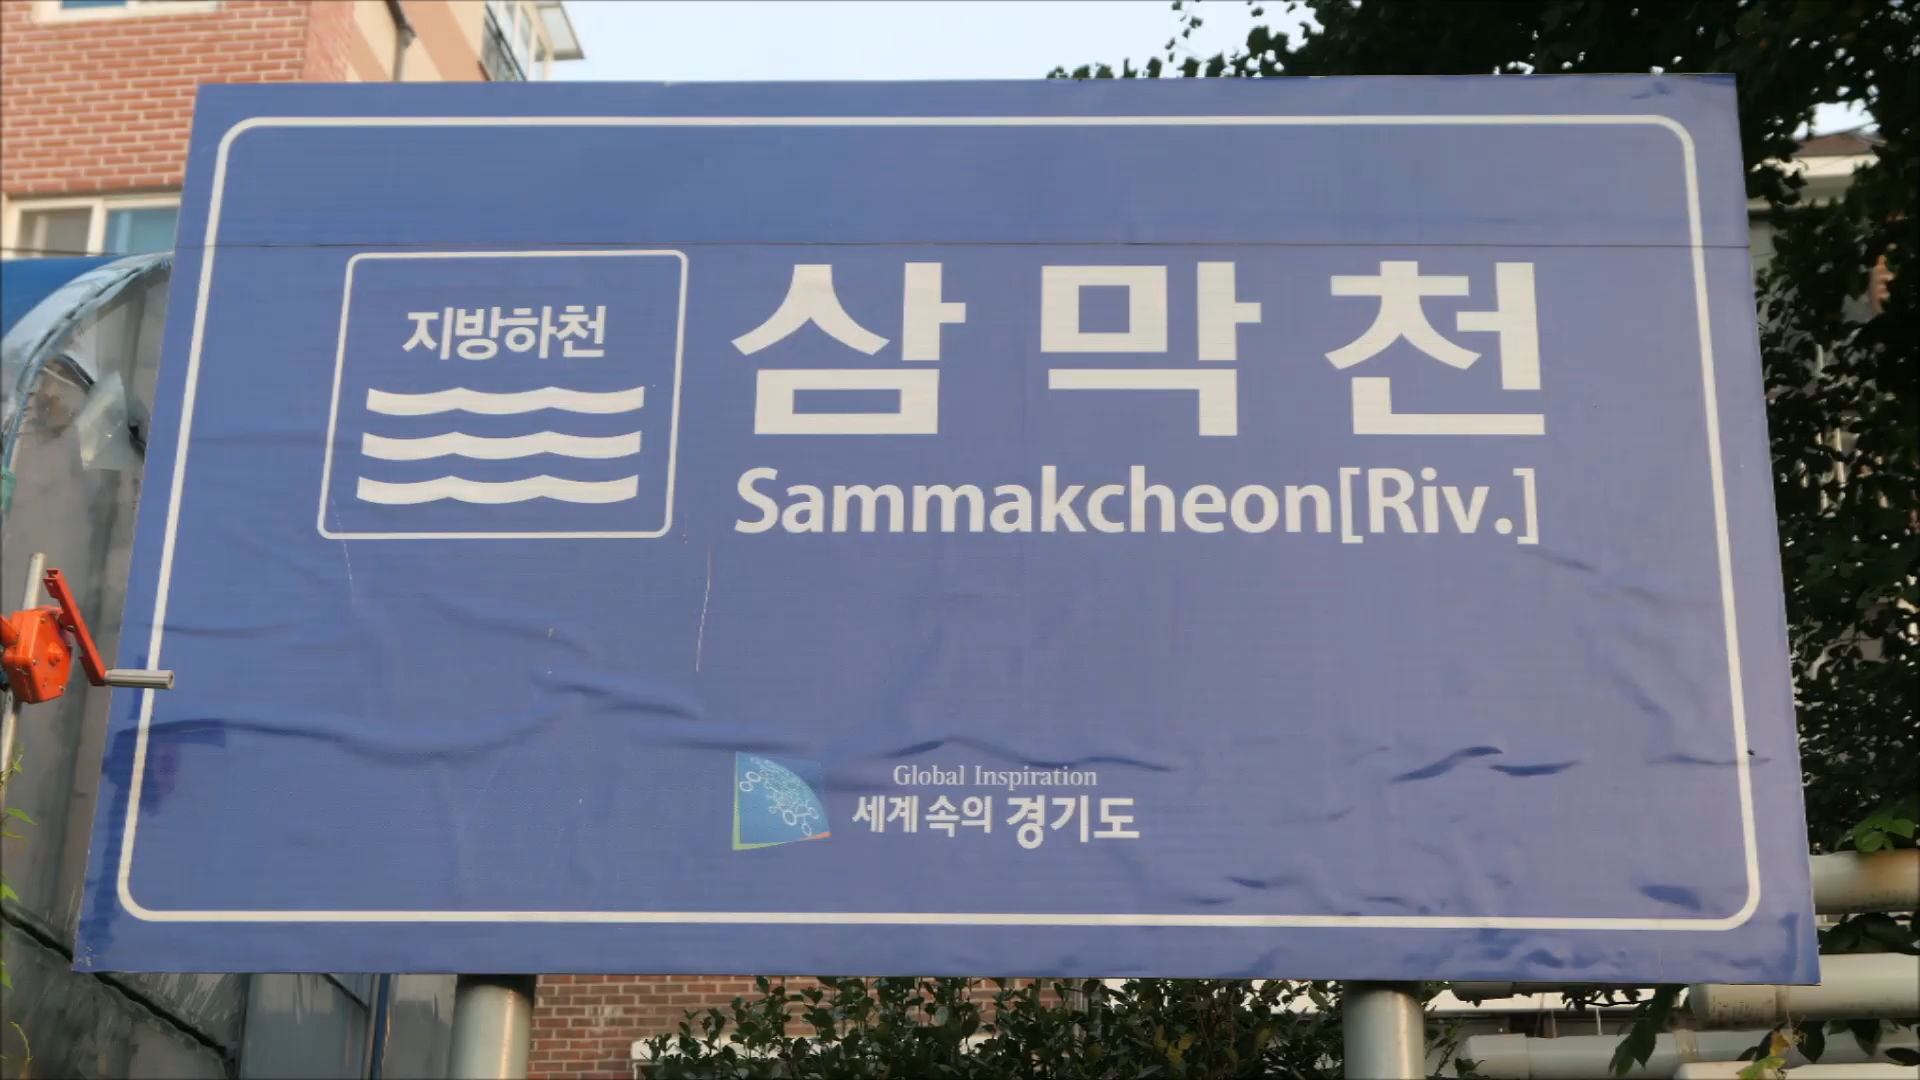 지방하천
삼막천
Sammakcheon[Riv.]
Global Inspiration
세계 속의 경기도